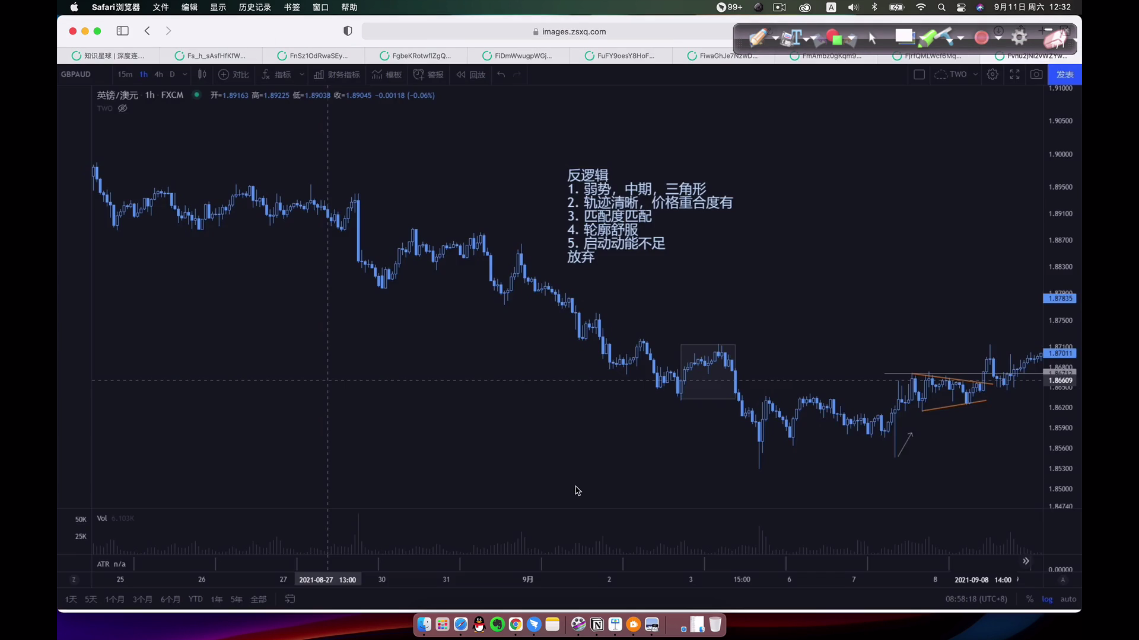 Safari浏览器 文件 编辑 显示 历史记录 书签 窗口 帮助
99+ A 9月11日 周六 12:32
images.zsxq.com
知识星球 | 深度连...
GBPAUD 15m 1h 4h D 对比 指标 财务指标 模板 警报 回放 TWO 发表
英镑/澳元 1h FXCM 开=1.89163 高=1.89225 低=1.89038 收=1.89045 -0.00118 (-0.06%)
TWO
反逻辑
1. 弱势，中期，三角形
2. 轨迹清晰，价格重合度有
3. 匹配度匹配
4. 轮廓舒服
5. 启动动能不足
放弃
1.91000
1.90500
1.90000
1.89500
1.89100
1.88700
1.88300
1.87835
1.87500
1.87100
1.87011
1.86800
1.86609
1.86200
1.85900
1.85600
1.85300
1.85000
1.84740
50K
25K
Vol 6.103K
ATR n/a
0.00000
Z 25 26 27 2021-08-27 13:00 30 31 9月 2 3 15:00 6 7 8 2021-09-08 14:00 A
1天 5天 1个月 3个月 6个月 YTD 1年 5年 全部 08:58:18 (UTC+8) % log auto